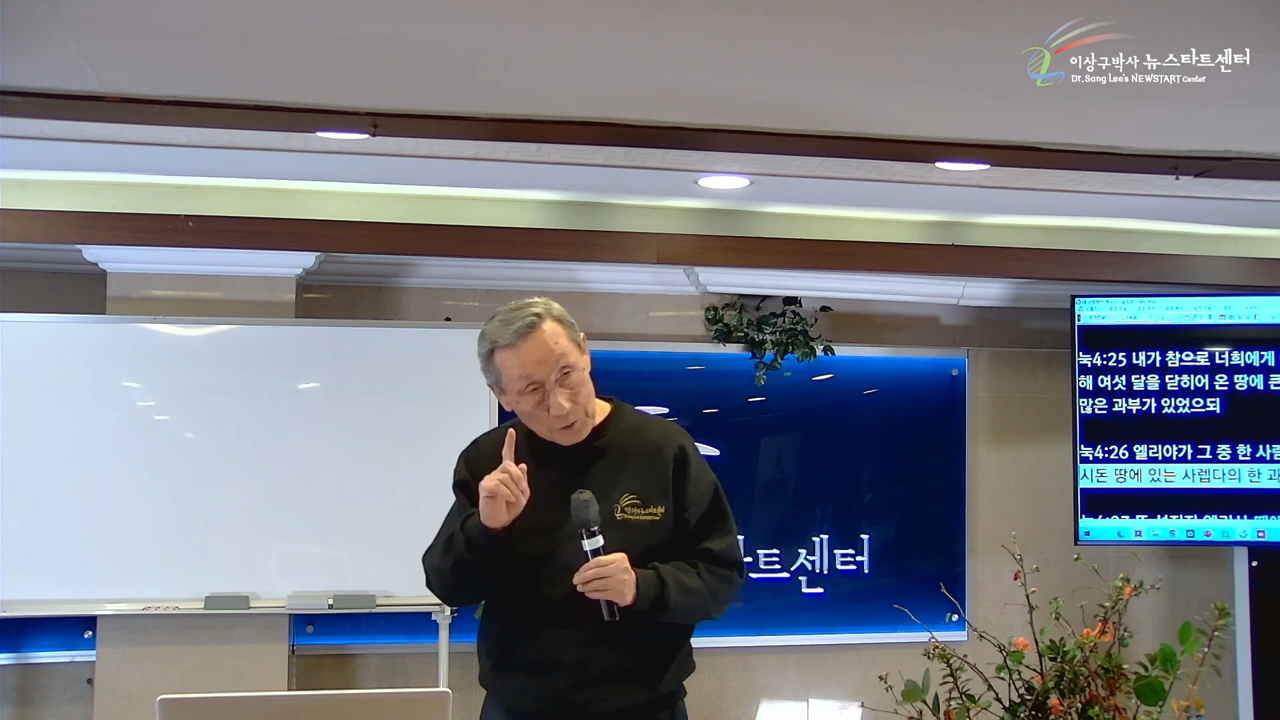 이상구박사 뉴스타트센터
Dr. Sang Lee's NEWSTART Center
눅4:25 내가 참으로 너희에게
해 여섯 달을 닫히어 온 땅에 큰
많은 과부가 있었으되
눅4:26 엘리야가 그 중 한 사람
시돈 땅에 있는 사렙다의 한 과
타트센터